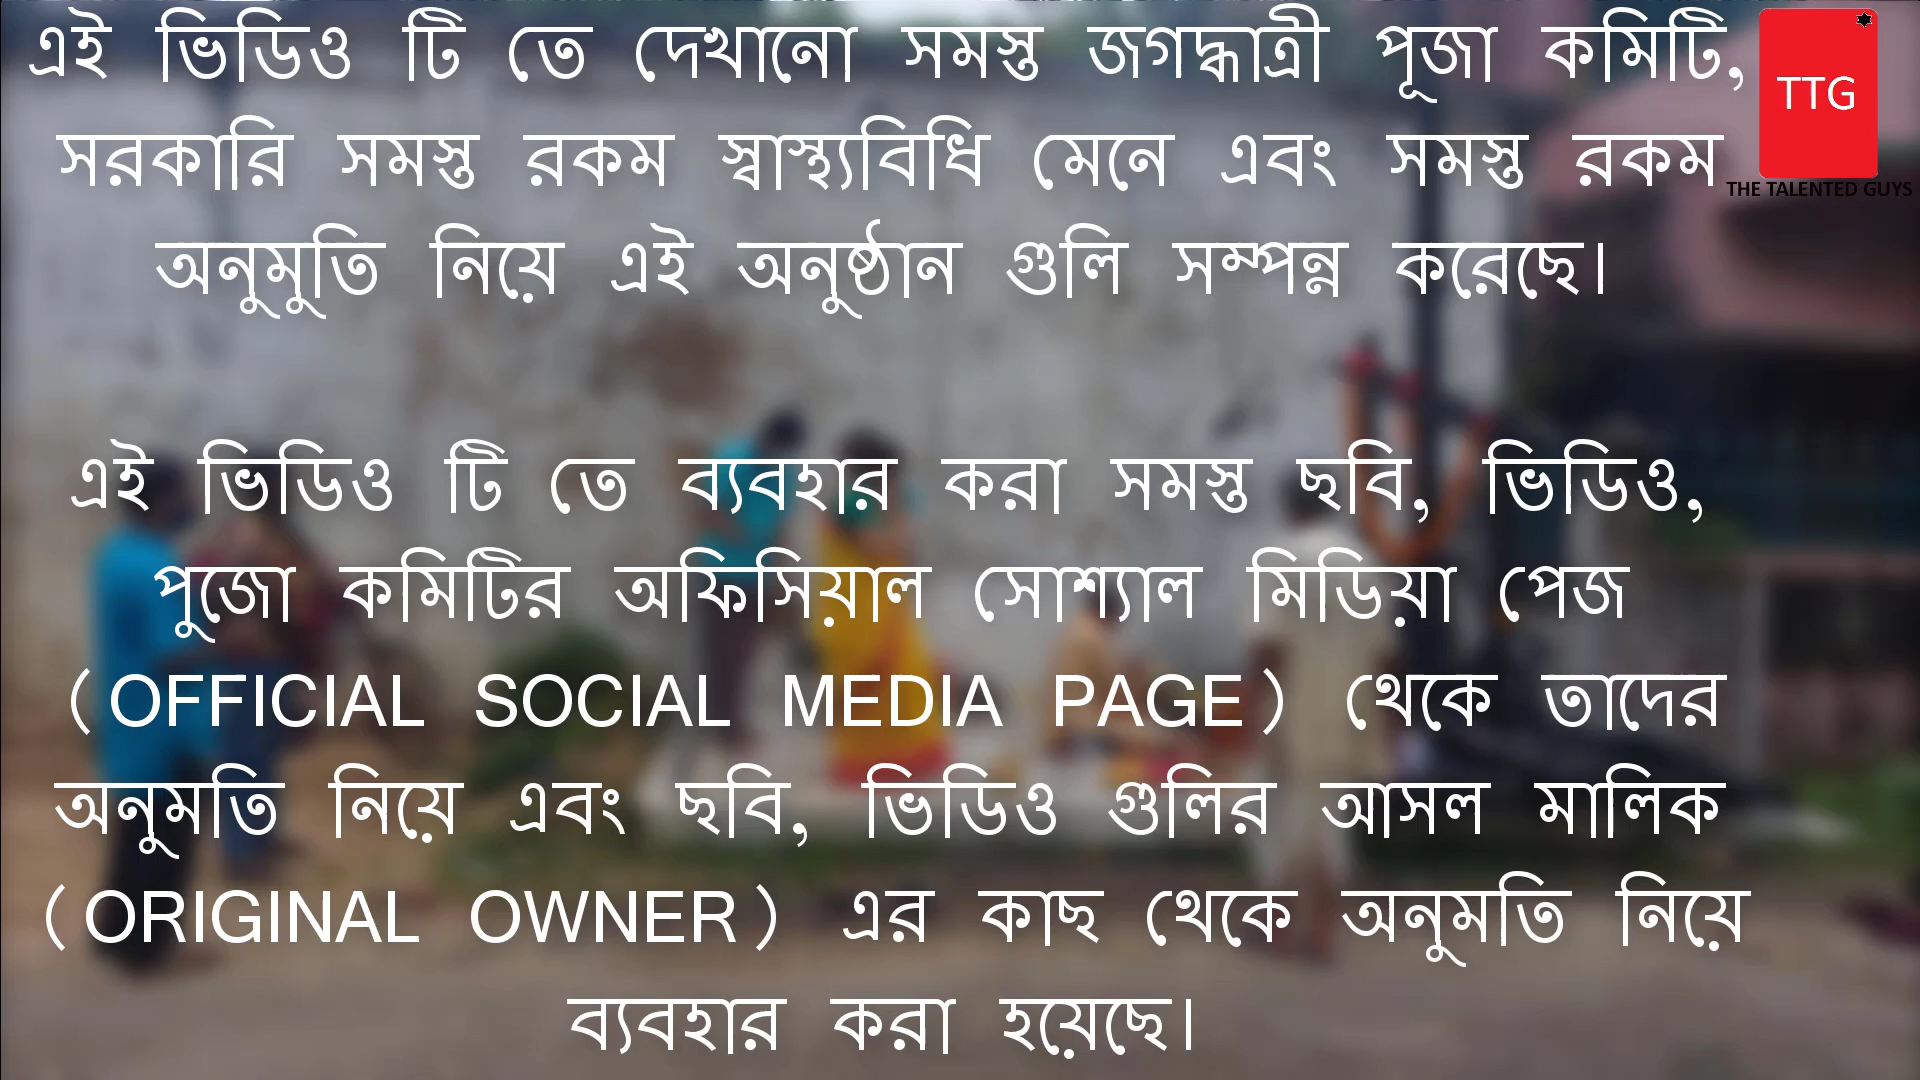 এই ভিডিও টি তে দেখানো সমস্ত জগদ্ধাত্রী পূজা কমিটি,
সরকারি সমস্ত রকম স্বাস্থ্যবিধি মেনে এবং সমস্ত রকম
অনুমুতি নিয়ে এই অনুষ্ঠান গুলি সম্পন্ন করেছে।
এই ভিডিও টি তে ব্যবহার করা সমস্ত ছবি, ভিডিও,
পুজো কমিটির অফিসিয়াল সোশ্যাল মিডিয়া পেজ
(OFFICIAL SOCIAL MEDIA PAGE) থেকে তাদের
অনুমতি নিয়ে এবং ছবি, ভিডিও গুলির আসল মালিক
(ORIGINAL OWNER) এর কাছ থেকে অনুমতি নিয়ে
ব্যবহার করা হয়েছে।
TTG
THE TALENTED GUYS